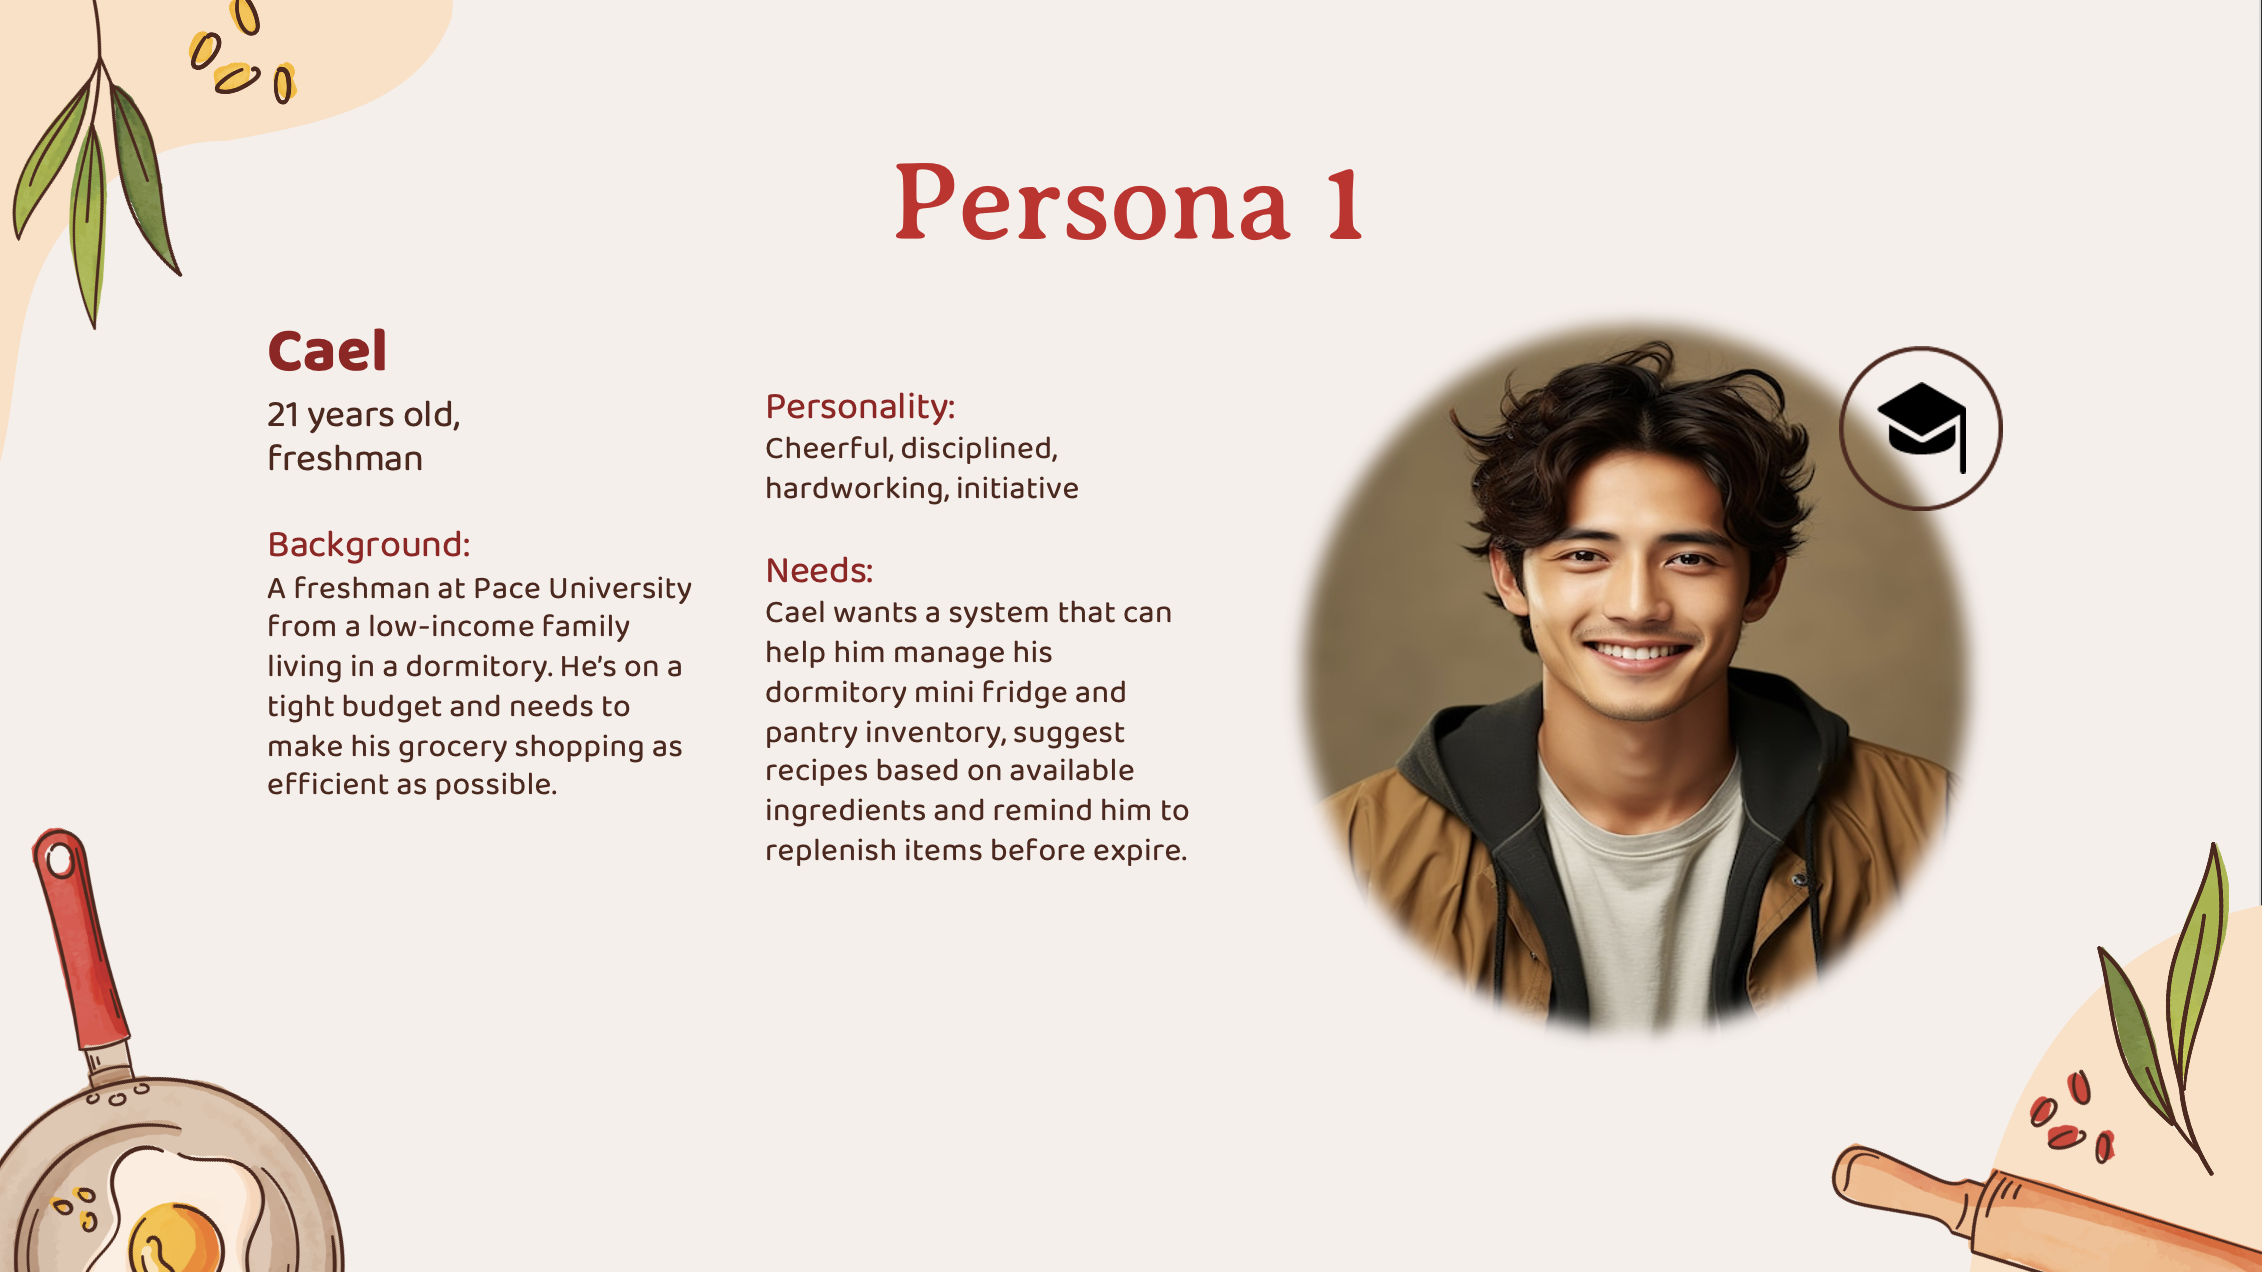 Persona 1
Cael
21 years old,
freshman
Background:
A freshman at Pace University
from a low-income family
living in a dormitory. He's on a
tight budget and needs to
make his grocery shopping as
efficient as possible.
Personality:
Cheerful, disciplined,
hardworking, initiative
Needs:
Cael wants a system that can
help him manage his
dormitory mini fridge and
pantry inventory, suggest
recipes based on available
ingredients and remind him to
replenish items before expire.